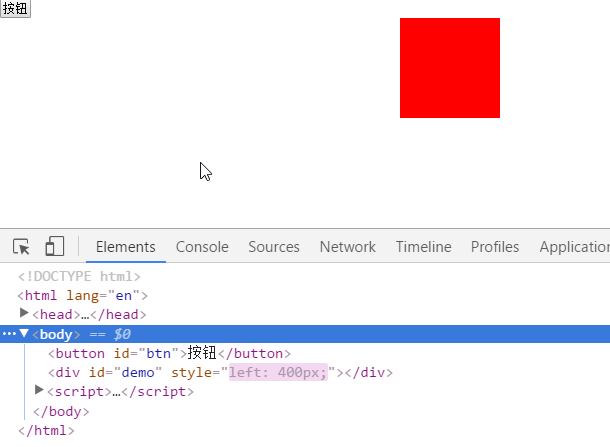 按钮
Elements Console Sources Network Timeline Profiles Application
<!DOCTYPE html>
<html lang="en">
<head>…</head>
<body> == $0
<button id="btn">按钮</button>
<div id="demo" style="left: 400px;"></div>
<script>…</script>
</body>
</html>